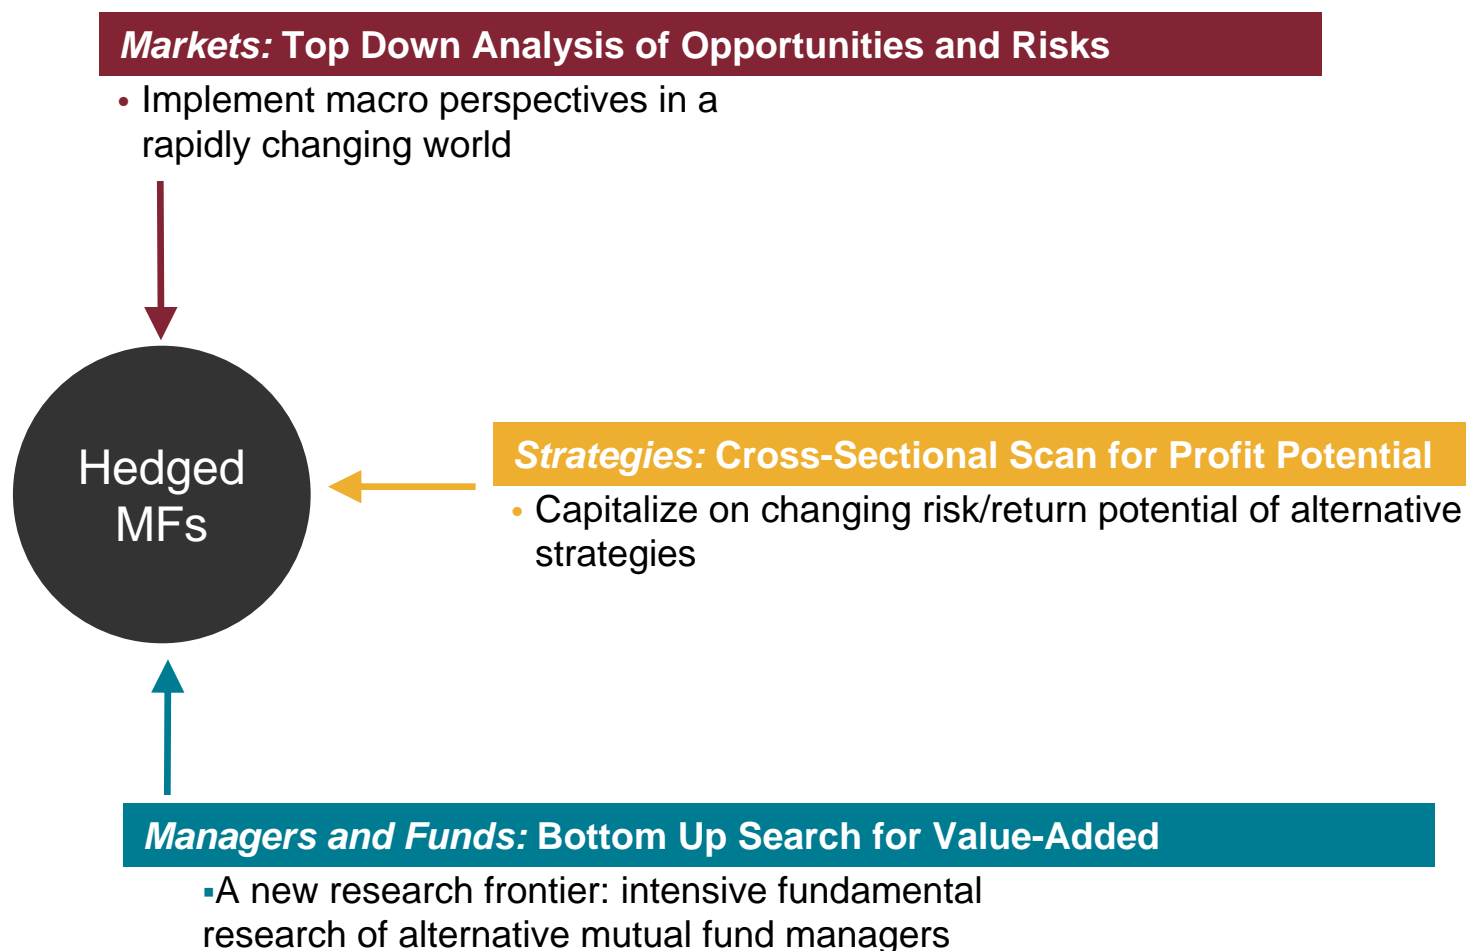 Markets: Top Down Analysis of Opportunities and Risks
• Implement macro perspectives in a
rapidly changing world
Hedged
MFs
Strategies: Cross-Sectional Scan for Profit Potential
• Capitalize on changing risk/return potential of alternative
strategies
Managers and Funds: Bottom Up Search for Value-Added
▪A new research frontier: intensive fundamental
research of alternative mutual fund managers